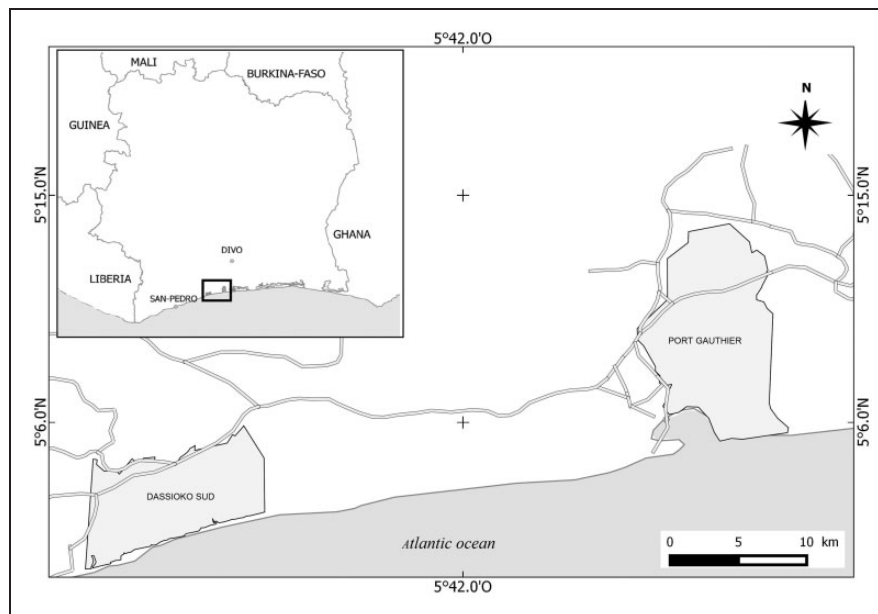 5°42.0'O
MALI
BURKINA-FASO
N
GUINEA
5°15.0'N
5°15.0'N
GHANA
DIVO
LIBERIA
SAN-PEDRO
PORT GAUTHIER
5°6.0'N
5°6.0'N
DASSIOKO SUD
Atlantic ocean
0 5 10 km
5°42.0'O